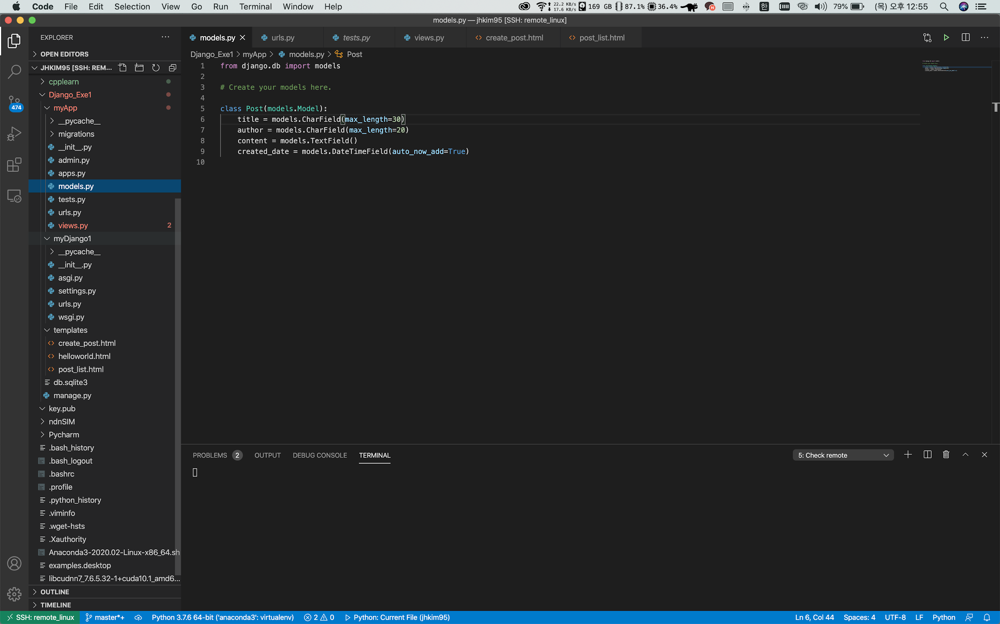 Code File Edit Selection View Go Run Terminal Window Help 22.2 KB/s 17.6 KB/s 169 GB 87.1% 36.4% N 한 79% (목) 오후 12:55
models.py — jhkim95 [SSH: remote_linux]
EXPLORER
models.py urls.py tests.py views.py create_post.html post_list.html
OPEN EDITORS
Django_Exe1 > myApp > models.py > Post
JHKIM95 [SSH: REM...
cpplearn
Django_Exe1
myApp
__pycache__
migrations
__init__.py
admin.py
apps.py
models.py
tests.py
urls.py
views.py 2
myDjango1
__pycache__
__init__.py
asgi.py
settings.py
urls.py
wsgi.py
templates
create_post.html
helloworld.html
post_list.html
db.sqlite3
manage.py
key.pub
ndnSIM
Pycharm
.bash_history
.bash_logout
.bashrc
.profile
.python_history
.viminfo
.wget-hsts
.Xauthority
Anaconda3-2020.02-Linux-x86_64.sh
examples.desktop
libcudnn7_7.6.5.32-1+cuda10.1_amd6...
OUTLINE
TIMELINE
474
1 from django.db import models
2
3 # Create your models here.
4
5 class Post(models.Model):
6 title = models.CharField(max_length=30)
7 author = models.CharField(max_length=20)
8 content = models.TextField()
9 created_date = models.DateTimeField(auto_now_add=True)
10
PROBLEMS 2 OUTPUT DEBUG CONSOLE TERMINAL 5: Check remote
SSH: remote_linux master*+ Python 3.7.6 64-bit ('anaconda3': virtualenv) 2 0 Python: Current File (jhkim95) Ln 6, Col 44 Spaces: 4 UTF-8 LF Python